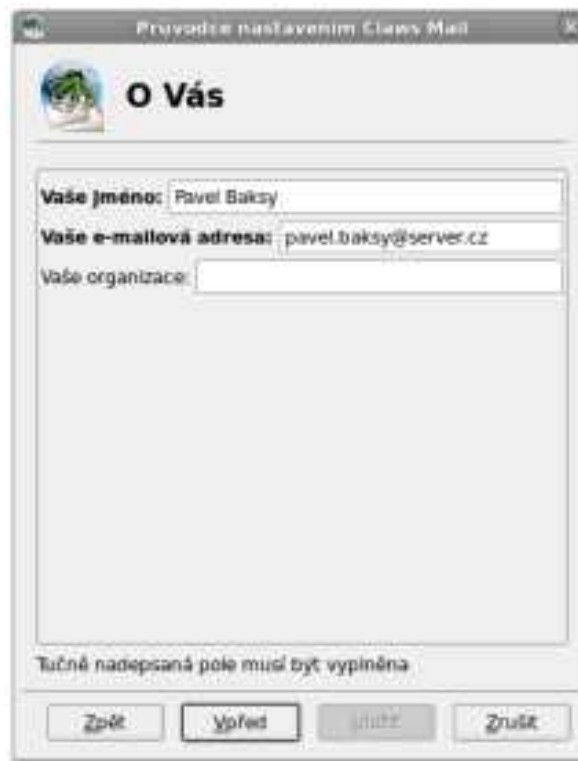 Průvodce nastavením Claws Mail
O Vás
Vaše Jméno: Pavel Baksy
Vaše e-mailová adresa: pavel.baksy@server.cz
Vaše organizace:
Tučně nadepsaná pole musí být vyplněna
Zpět Vpřed Uložit Zrušit